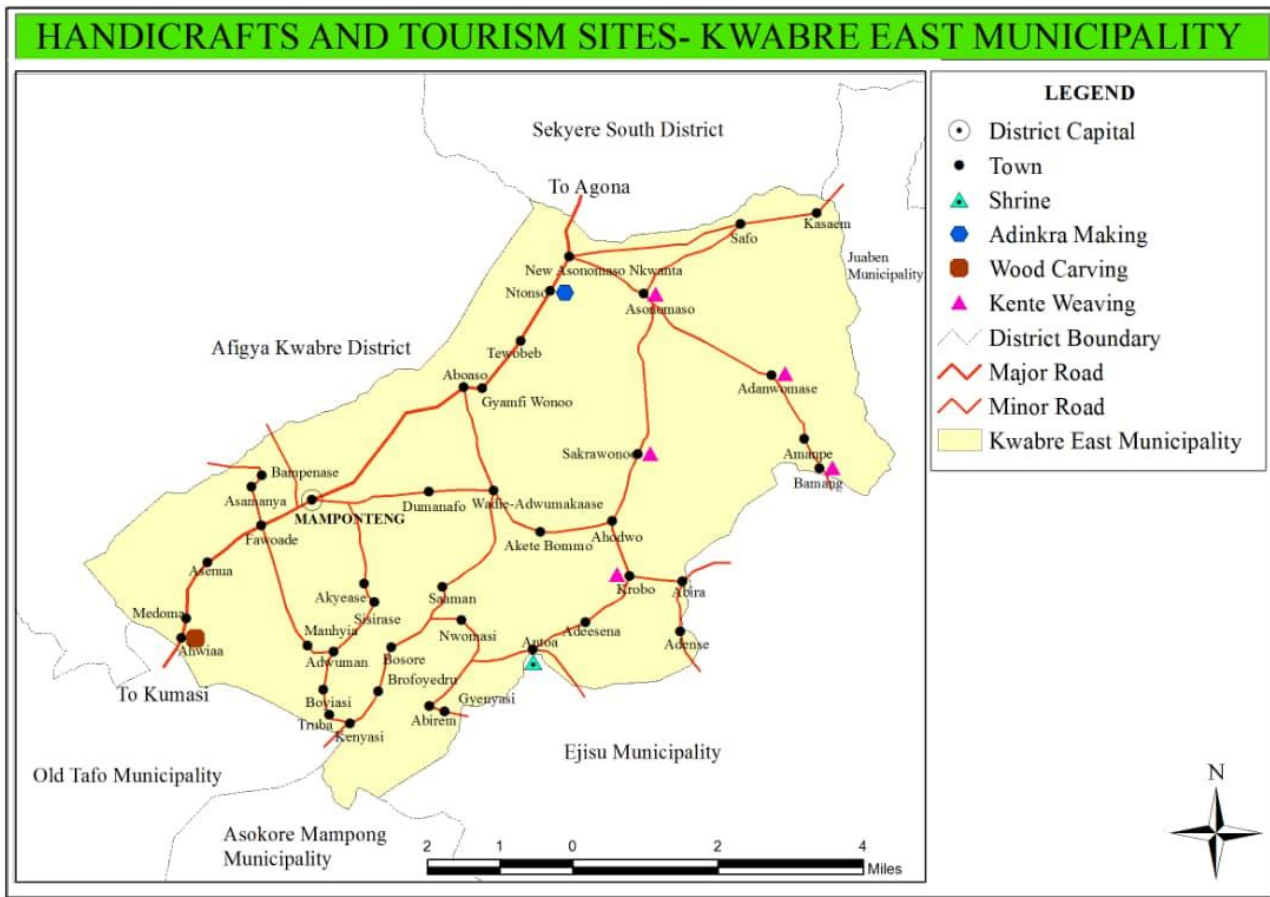 HANDICRAFTS AND TOURISM SITES- KWABRE EAST MUNICIPALITY
LEGEND
District Capital
Town
Shrine
Adinkra Making
Wood Carving
Kente Weaving
District Boundary
Major Road
Minor Road
Kwabre East Municipality
Sekyere South District
To Agona
Kasaem
Safo
Juaben
Municipality
New Asonomaso Nkwanta
Ntonso
Asonomaso
Afigya Kwabre District
Tewobeb
Aboaso
Gyamfi Wonoo
Adanwomase
Sakrawono
Amanpe
Bamang
Bampenase
Asamanya
MAMPONTENG
Dumanafo
Wadie-Adwumakaase
Fawoade
Akete Bommo
Ahodwo
Asenua
Akyease
Sisirase
Saaman
Krobo
Abira
Medoma
Ahwiaa
Manhyia
Adwuman
Nwomasi
Adeesena
Adense
Antoa
Bosore
Brofoyedru
To Kumasi
Boyiasi
Truba
Kenyasi
Gyenyasi
Abirem
Ejisu Municipality
Old Tafo Municipality
Asokore Mampong
Municipality
2 1 0 2 4
Miles
N